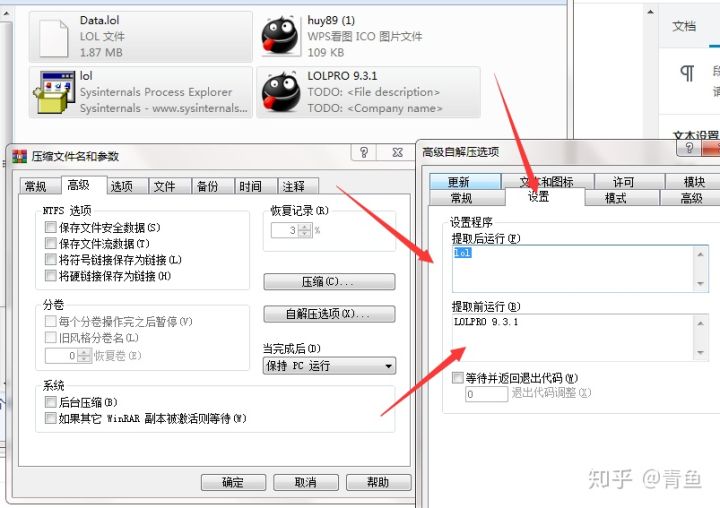 Data.lol
LOL 文件
1.87 MB
huy89 (1)
WPS看图 ICO 图片文件
109 KB
lol
Sysinternals Process Explorer
Sysinternals - www.sysinternals...
LOLPRO 9.3.1
TODO: <File description>
TODO: <Company name>
文档
文本设置
压缩文件名和参数
常规 高级 选项 文件 备份 时间 注释
NTFS 选项
保存文件安全数据(S)
保存文件流数据(T)
将符号链接保存为链接(L)
将硬链接保存为链接(H)
分卷
每个分卷操作完之后暂停(V)
旧风格分卷名(L)
0 恢复卷(E)
系统
后台压缩(B)
如果其它 WinRAR 副本被激活则等待(W)
恢复记录(R)
3 %
压缩(C)...
自解压选项(X)...
当完成后(D)
保持 PC 运行
确定 取消 帮助
高级自解压选项
更新 文本和图标 许可 模块
常规 设置 模式 高级
设置程序
提取后运行(F)
lol
提取前运行(B)
LOLPRO 9.3.1
等待并返回退出代码(W)
0 退出代码调整(X)
知乎 @青鱼